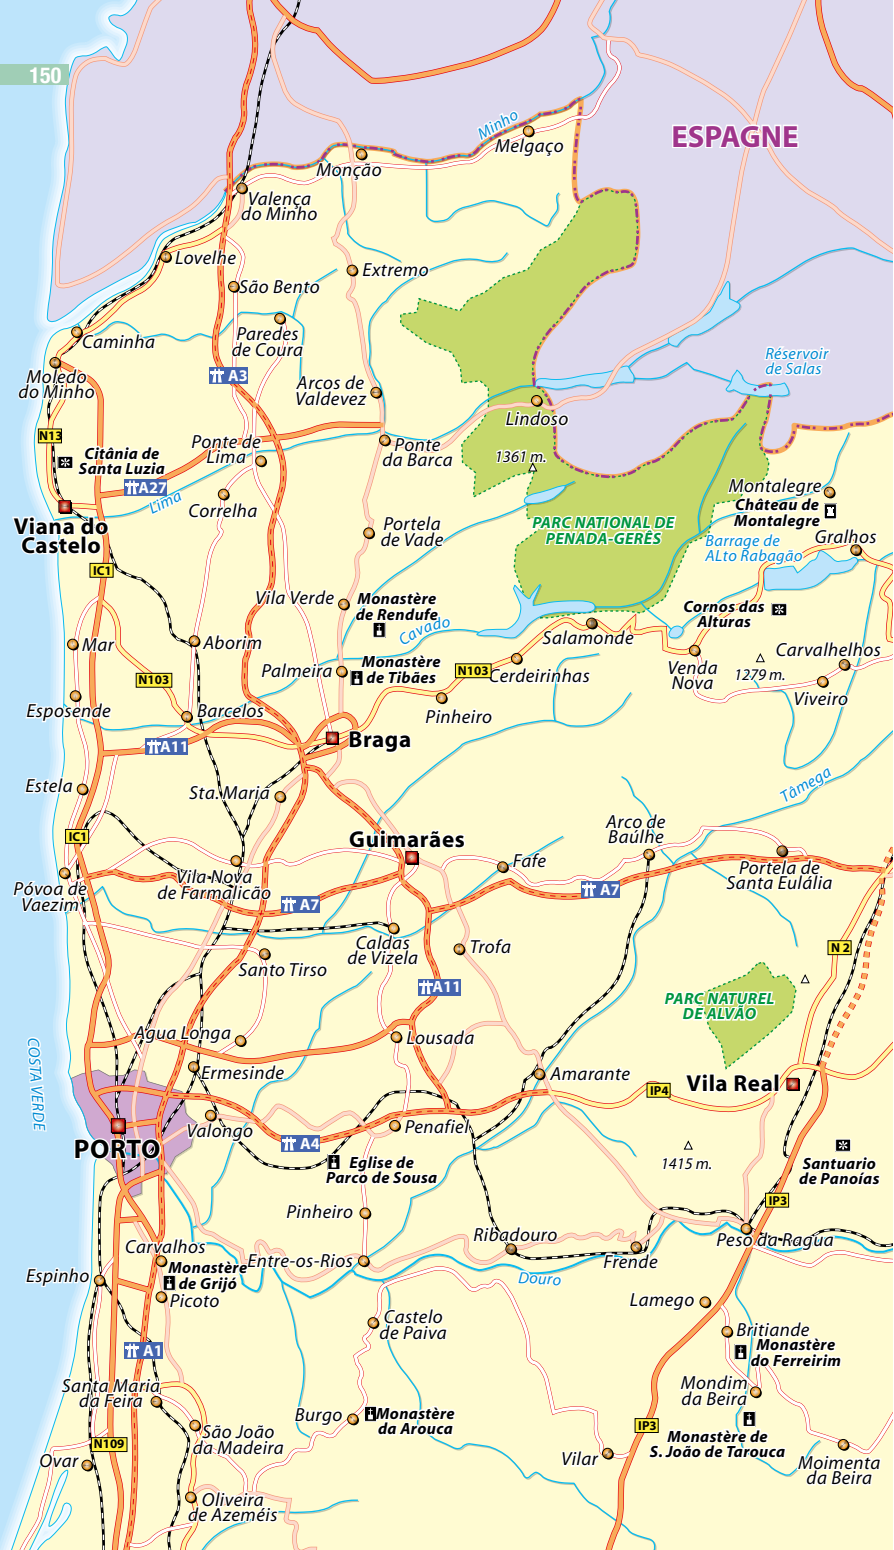 150
Minho
ESPAGNE
Melgaço
Monção
Valença
do Minho
Lovelhe
Extremo
São Bento
Caminha
Paredes
de Coura
Réservoir
de Salas
Moledo
do Minho
A3
Arcos de
Valdevez
Lindoso
N13
Citânia de
Santa Luzia
Ponte de
Lima
Ponte
da Barca
1361 m.
A27
Lima
Correlha
Montalegre
Château de
Montalegre
Viana do
Castelo
Portela
de Vade
PARC NATIONAL DE
PENADA-GERÊS
Barrage de
ALto Rabagão
Gralhos
IC1
Vila Verde
Monastère
de Rendufe
Cavado
Cornos das
Alturas
Salamonde
Mar
Aborim
Palmeira
Monastère
de Tibães
N103
Cerdeirinhas
Venda
Nova
1279 m.
Carvalhelhos
Viveiro
N103
Esposende
Barcelos
Pinheiro
A11
Braga
Estela
Sta. Maria
Tâmega
IC1
Guimarães
Arco de
Baúlhe
Fafe
Póvoa de
Vaezim
Vila Nova
de Farmalicão
A7
A7
Portela de
Santa Eulália
Caldas
de Vizela
Trofa
N 2
Santo Tirso
A11
PARC NATUREL
DE ALVÃO
COSTA VERDE
Agua Longa
Lousada
Ermesinde
Amarante
IP4
Vila Real
PORTO
Valongo
A4
Penafiel
Eglise de
Parco de Sousa
1415 m.
Santuario
de Panoías
IP3
Pinheiro
Ribadouro
Peso da Ragua
Carvalhos
Entre-os-Rios
Frende
Espinho
Monastère
de Grijó
Picoto
Douro
Lamego
Castelo
de Paiva
Britiande
Monastère
do Ferreirim
A1
Santa Maria
da Feira
Mondim
da Beira
Burgo
Monastère
da Arouca
São João
da Madeira
IP3
Monastère de
S. João de Tarouca
N109
Ovar
Vilar
Moimenta
da Beira
Oliveira
de Azeméis